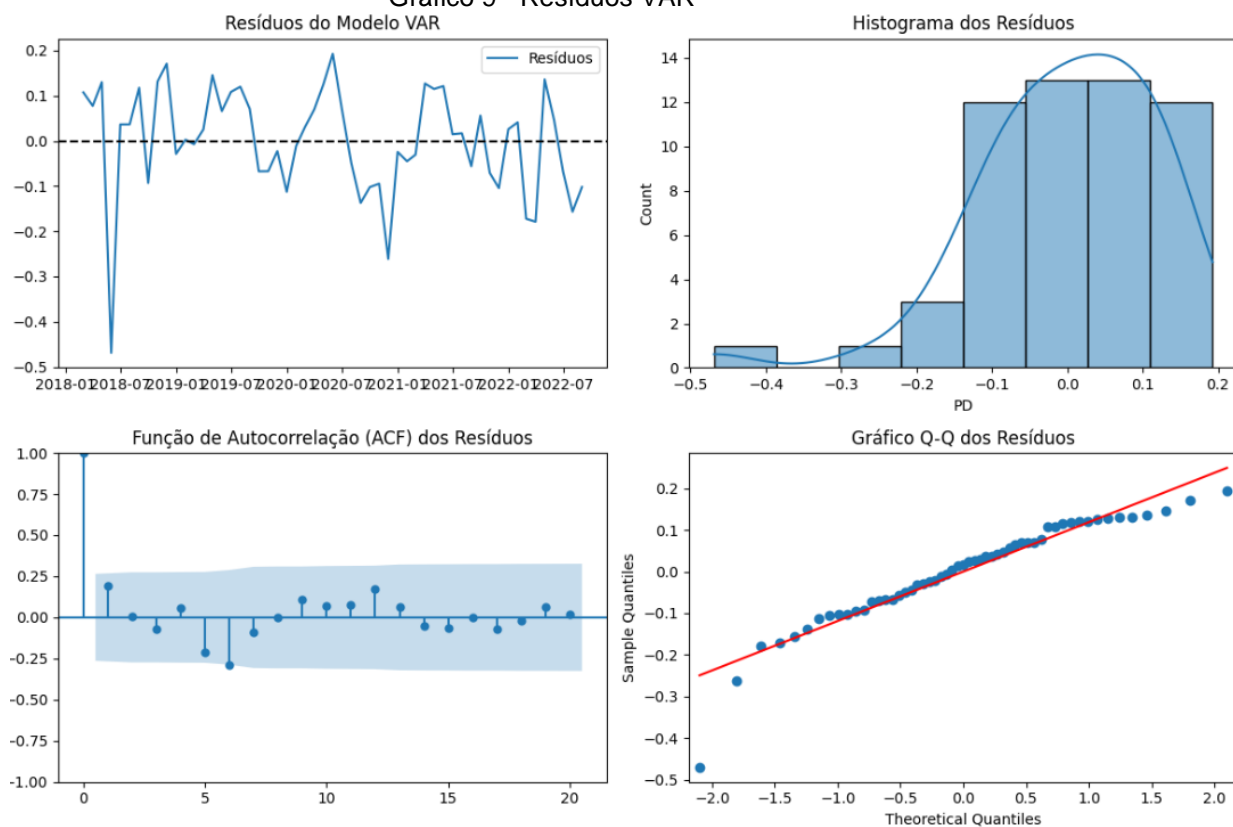 Gráfico 9 - Resíduos VAR
Resíduos do Modelo VAR
Resíduos
0.2
0.1
0.0
−0.1
−0.2
−0.3
−0.4
−0.5
2018-01 2018-07 2019-01 2019-07 2020-01 2020-07 2021-01 2021-07 2022-01 2022-07
Histograma dos Resíduos
Count
14
12
10
8
6
4
2
0
−0.5 −0.4 −0.3 −0.2 −0.1 0.0 0.1 0.2
PD
Função de Autocorrelação (ACF) dos Resíduos
1.00
0.75
0.50
0.25
0.00
−0.25
−0.50
−0.75
−1.00
0 5 10 15 20
Gráfico Q-Q dos Resíduos
Sample Quantiles
0.2
0.1
0.0
−0.1
−0.2
−0.3
−0.4
−0.5
−2.0 −1.5 −1.0 −0.5 0.0 0.5 1.0 1.5 2.0
Theoretical Quantiles